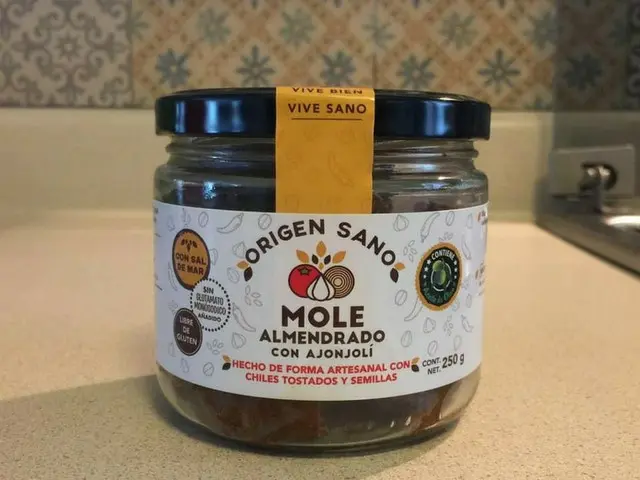 VIVE BIEN
VIVE SANO
ORIGEN SANO
CON SAL
DE MAR
SIN
GLUTAMATO
MONOSÓDICO
AÑADIDO
LIBRE
DE
GLUTEN
CONTIENE
MOLE
ALMENDRADO
CON AJONJOLÍ
HECHO DE FORMA ARTESANAL CON
CHILES TOSTADOS Y SEMILLAS
CONT.
NET. 250 g